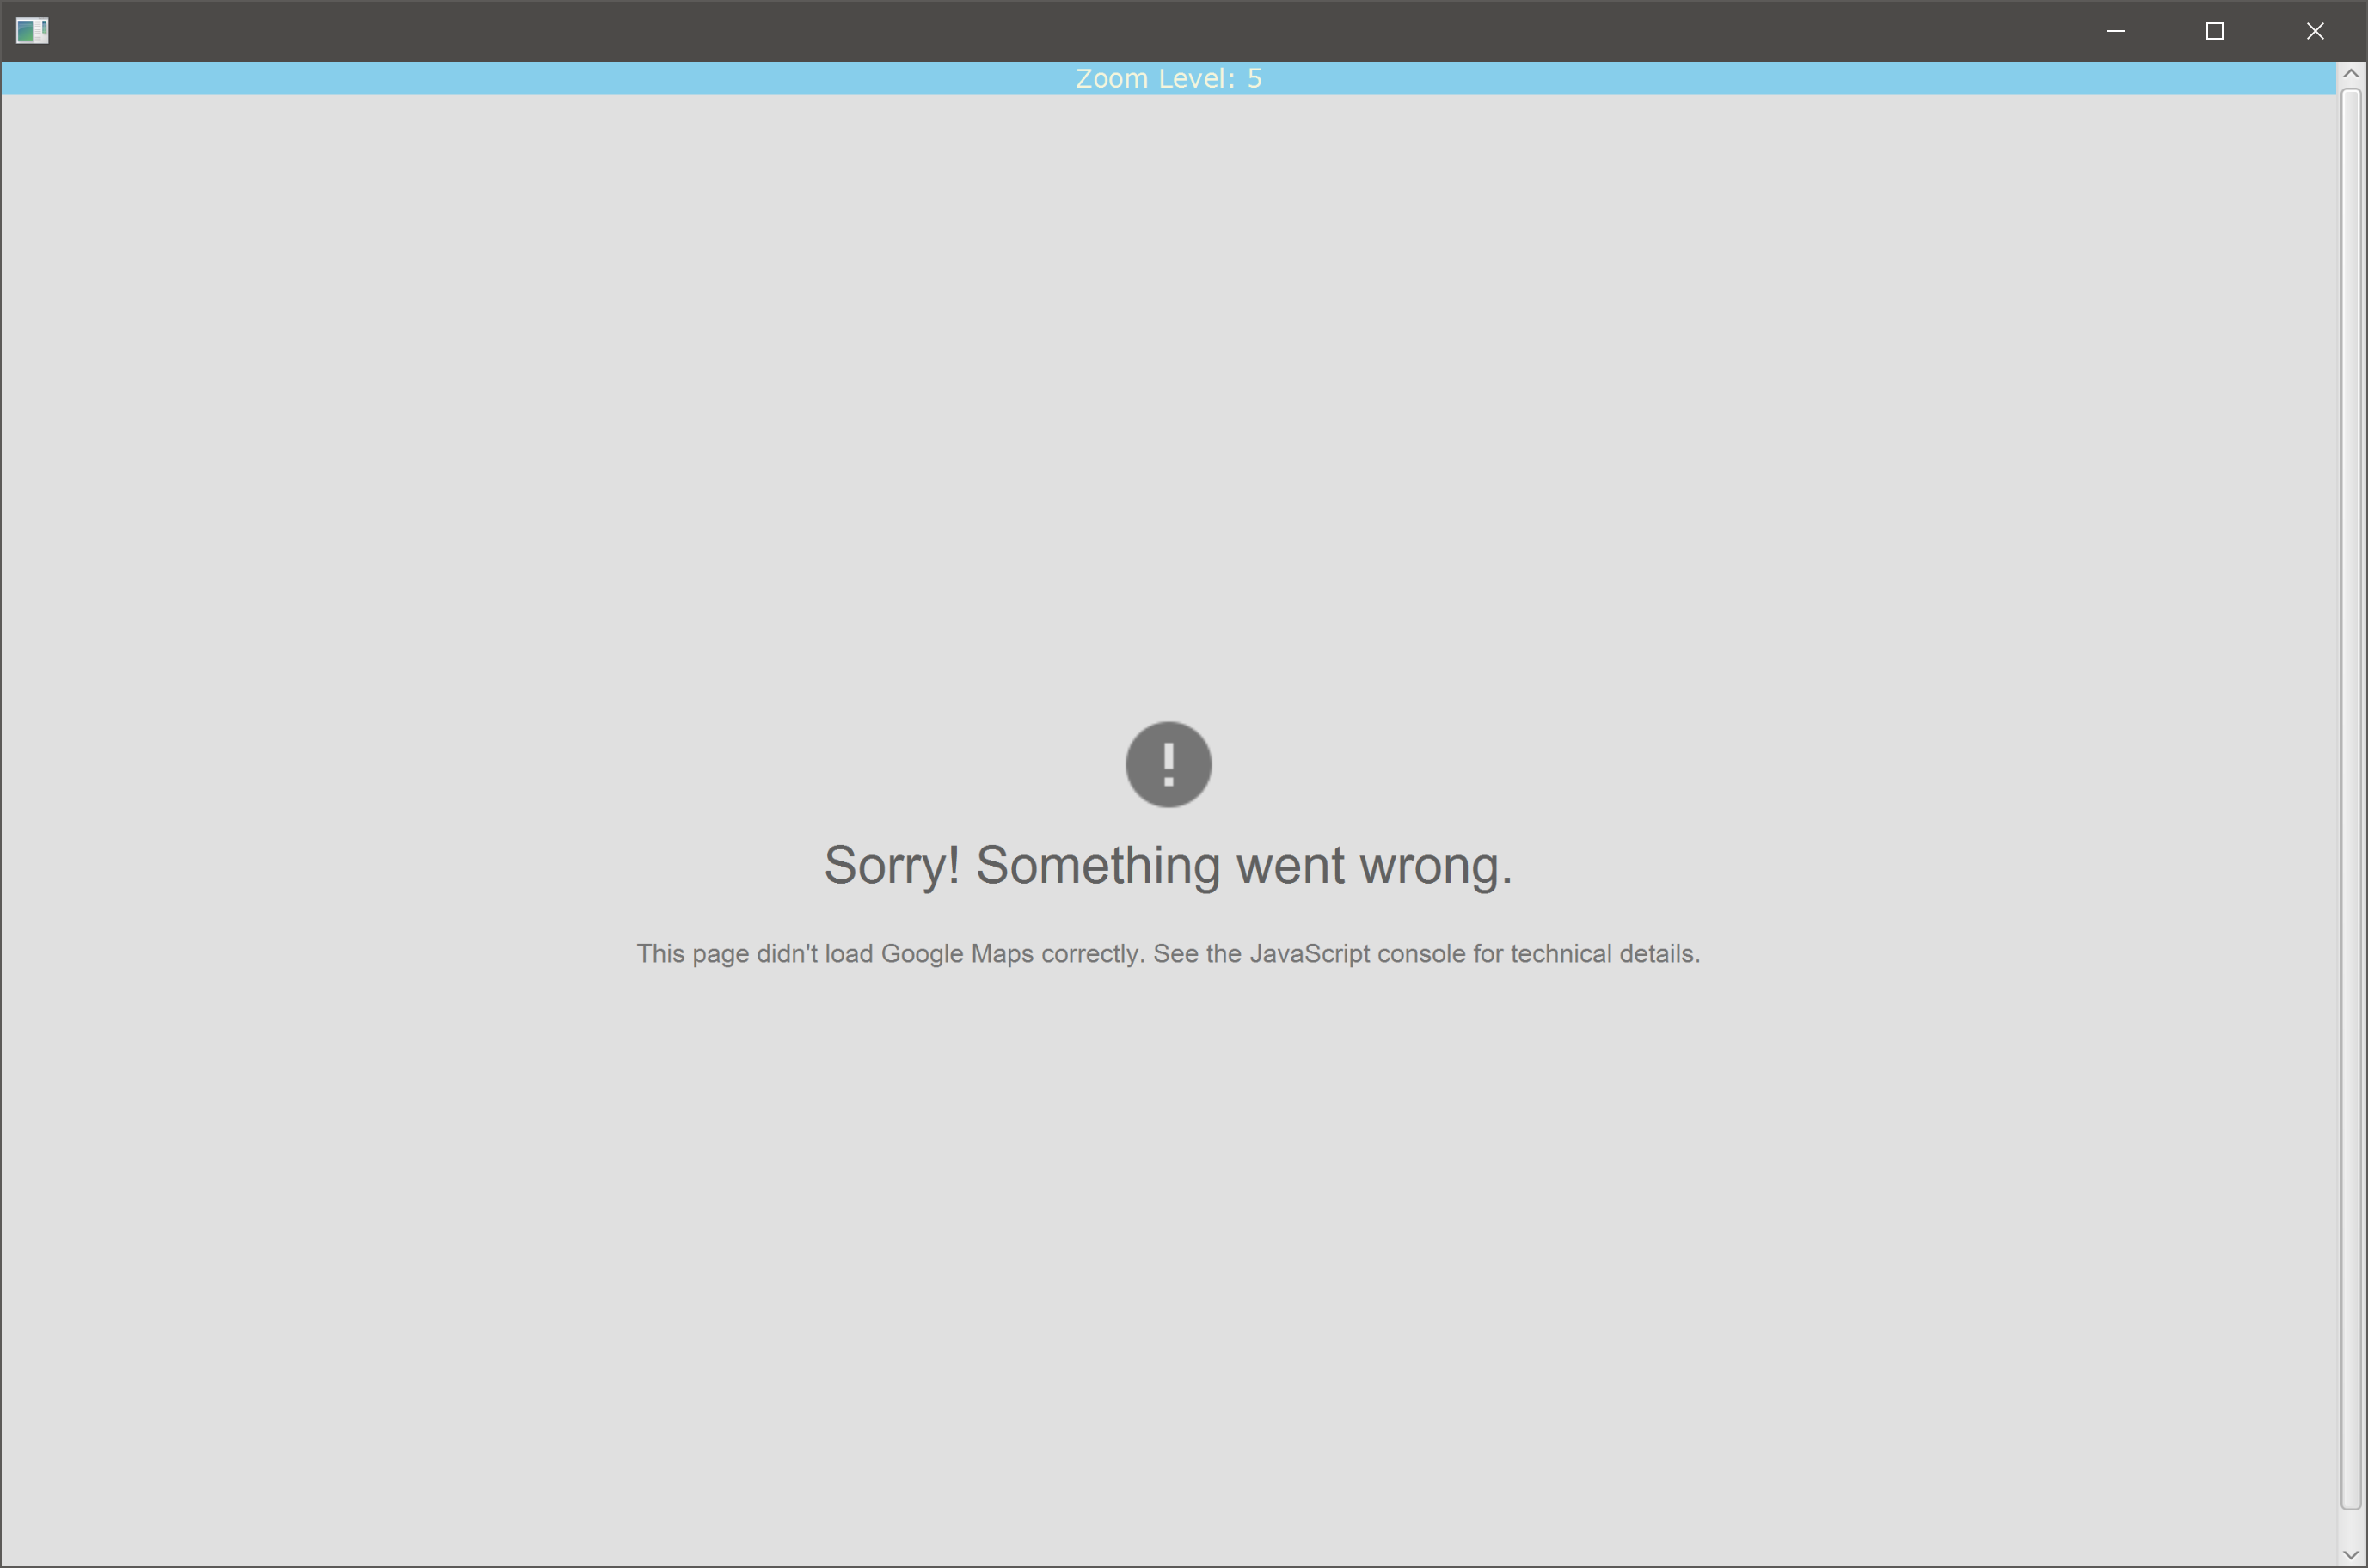 Zoom Level: 5
Sorry! Something went wrong.
This page didn't load Google Maps correctly. See the JavaScript console for technical details.